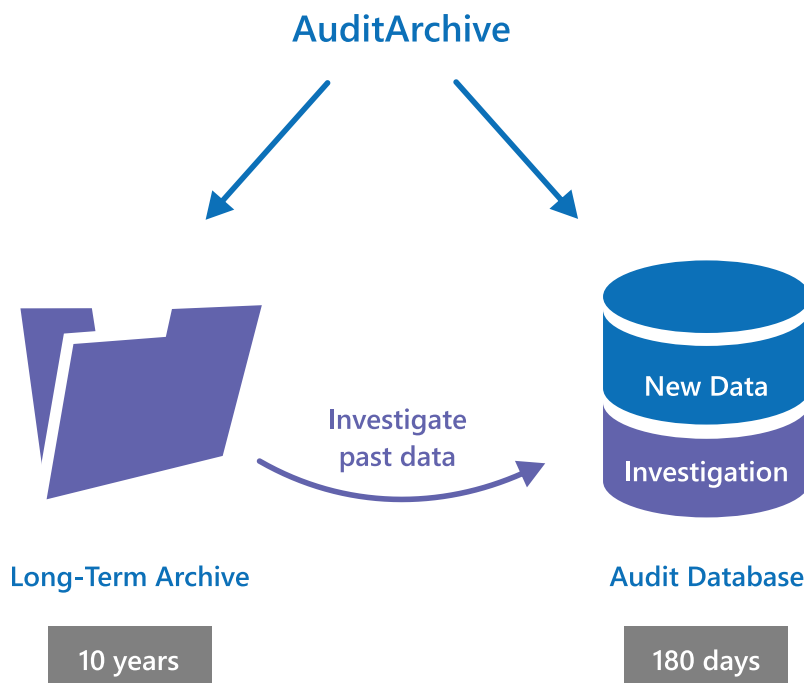 AuditArchive
New Data
Investigate
past data
Investigation
Long-Term Archive
Audit Database
10 years
180 days